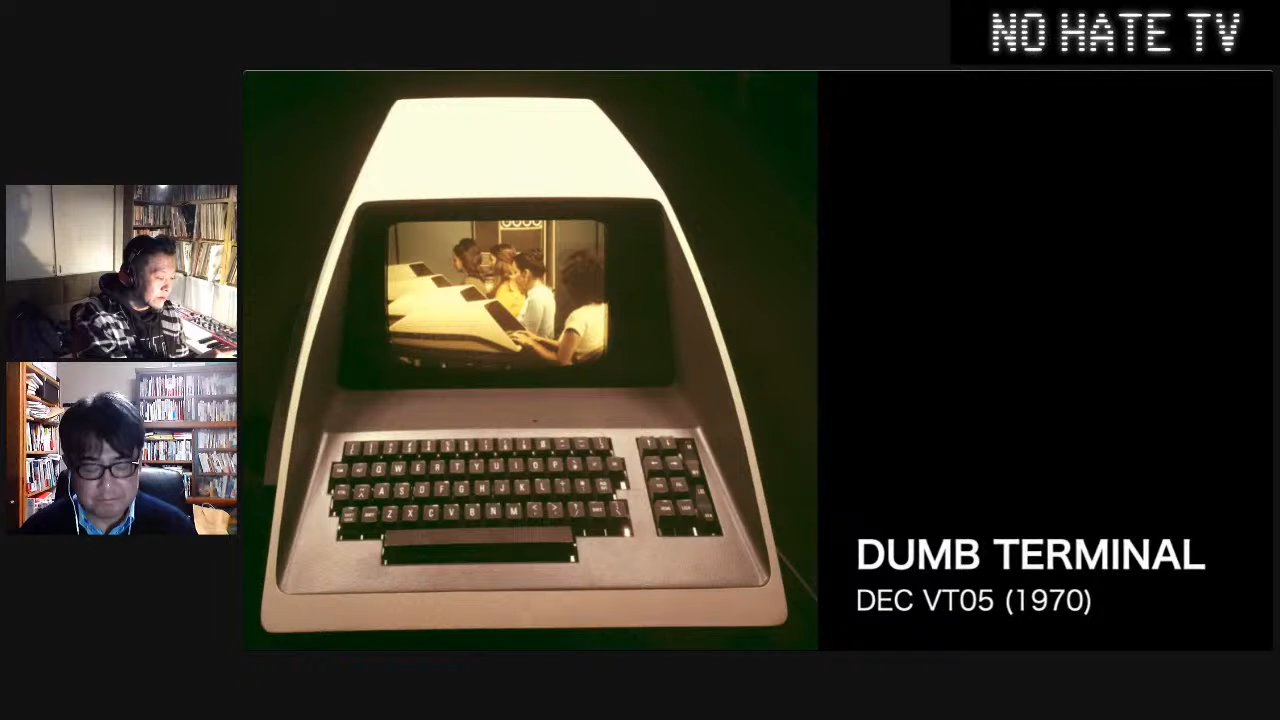 NO HATE TV
Q W E R T Y U I O P
A S D F G H J K L
Z X C V B N M
DUMB TERMINAL
DEC VT05 (1970)